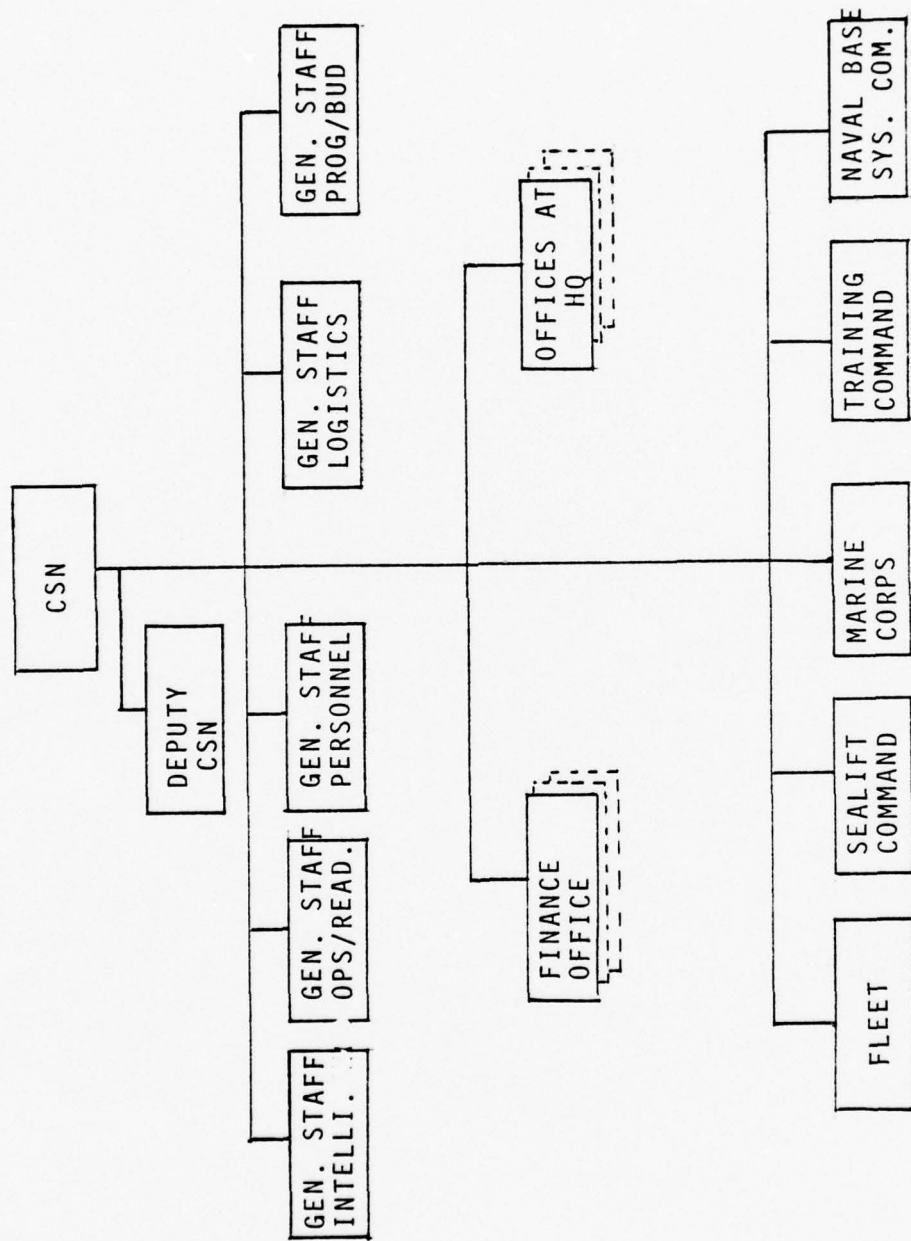 CSN
DEPUTY
CSN
GEN. STAFF
INTELLI.
GEN. STAFF
OPS/READ.
GEN. STAFF
PERSONNEL
GEN. STAFF
LOGISTICS
GEN. STAFF
PROG/BUD
FINANCE
OFFICE
OFFICES AT
HQ
FLEET
SEALIFT
COMMAND
MARINE
CORPS
TRAINING
COMMAND
NAVAL BASE
SYS. COM.